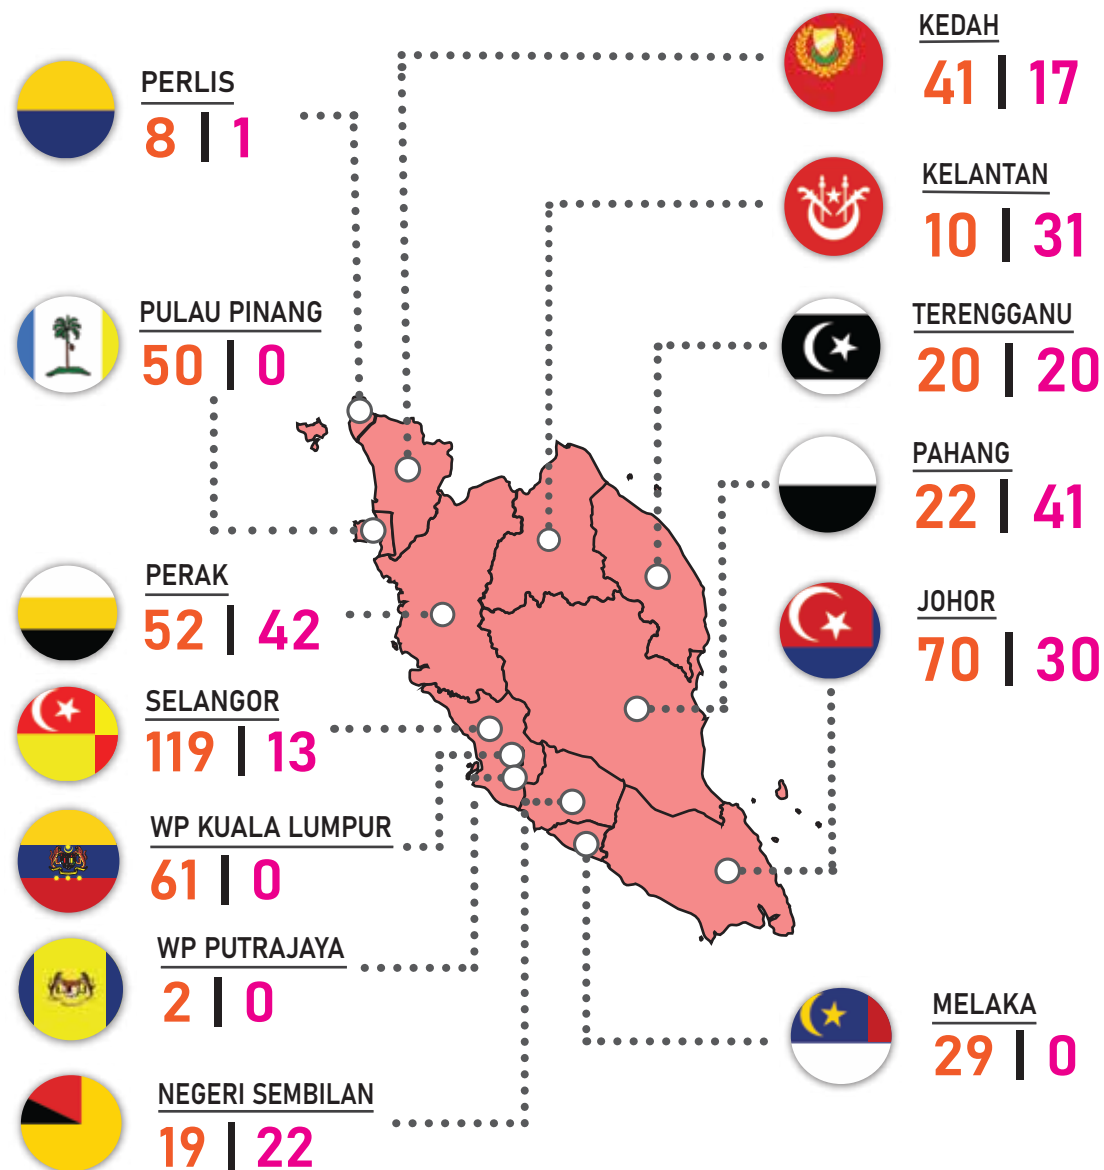 PERLIS
8 | 1
PULAU PINANG
50 | 0
PERAK
52 | 42
SELANGOR
119 | 13
WP KUALA LUMPUR
61 | 0
WP PUTRAJAYA
2 | 0
NEGERI SEMBILAN
19 | 22
KEDAH
41 | 17
KELANTAN
10 | 31
TERENGGANU
20 | 20
PAHANG
22 | 41
JOHOR
70 | 30
MELAKA
29 | 0